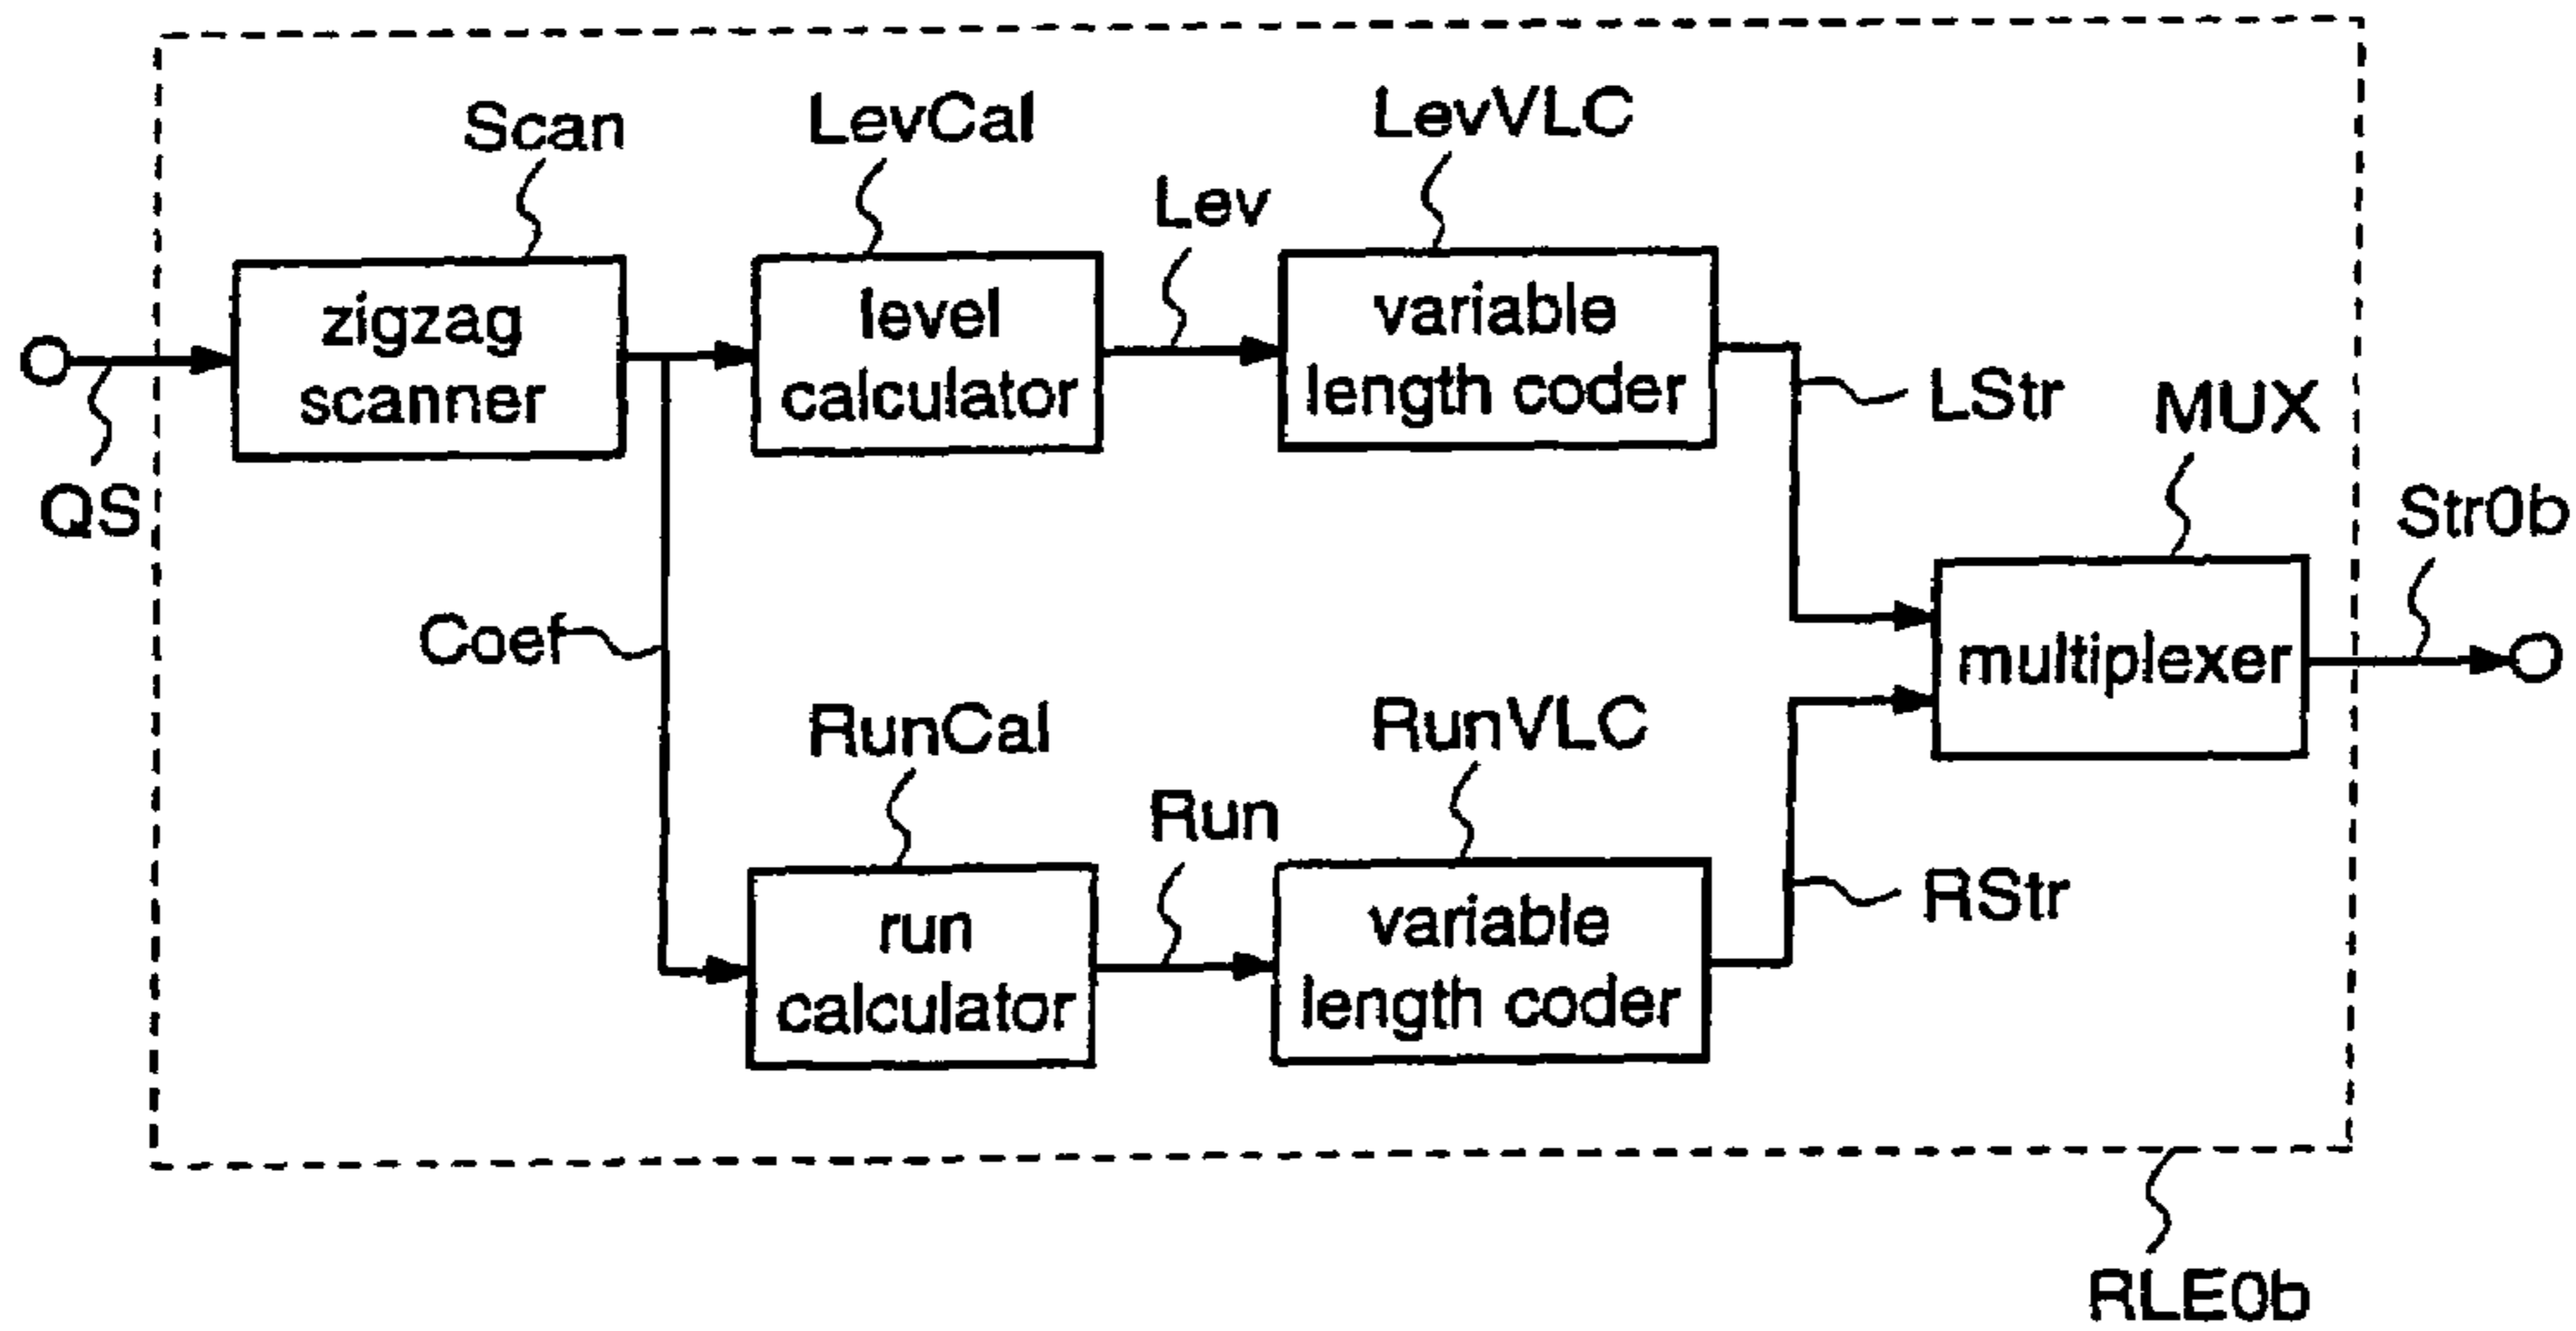 Scan
LevCal
LevVLC
Lev
zigzag
scanner
level
calculator
variable
length coder
LStr
MUX
QS
Str0b
Coef
multiplexer
RunCal
RunVLC
Run
RStr
run
calculator
variable
length coder
RLE0b